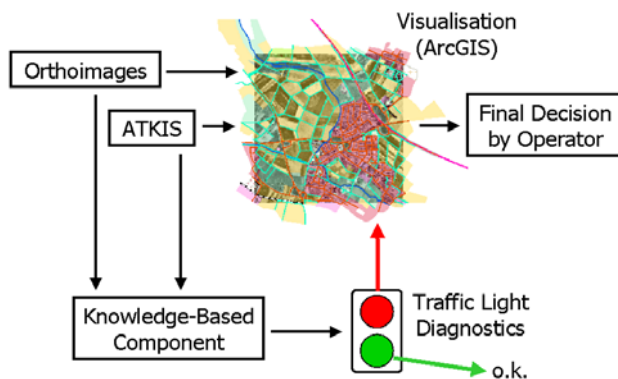 Visualisation
(ArcGIS)
Orthoimages
ATKIS
Final Decision
by Operator
Knowledge-Based
Component
Traffic Light
Diagnostics
o.k.